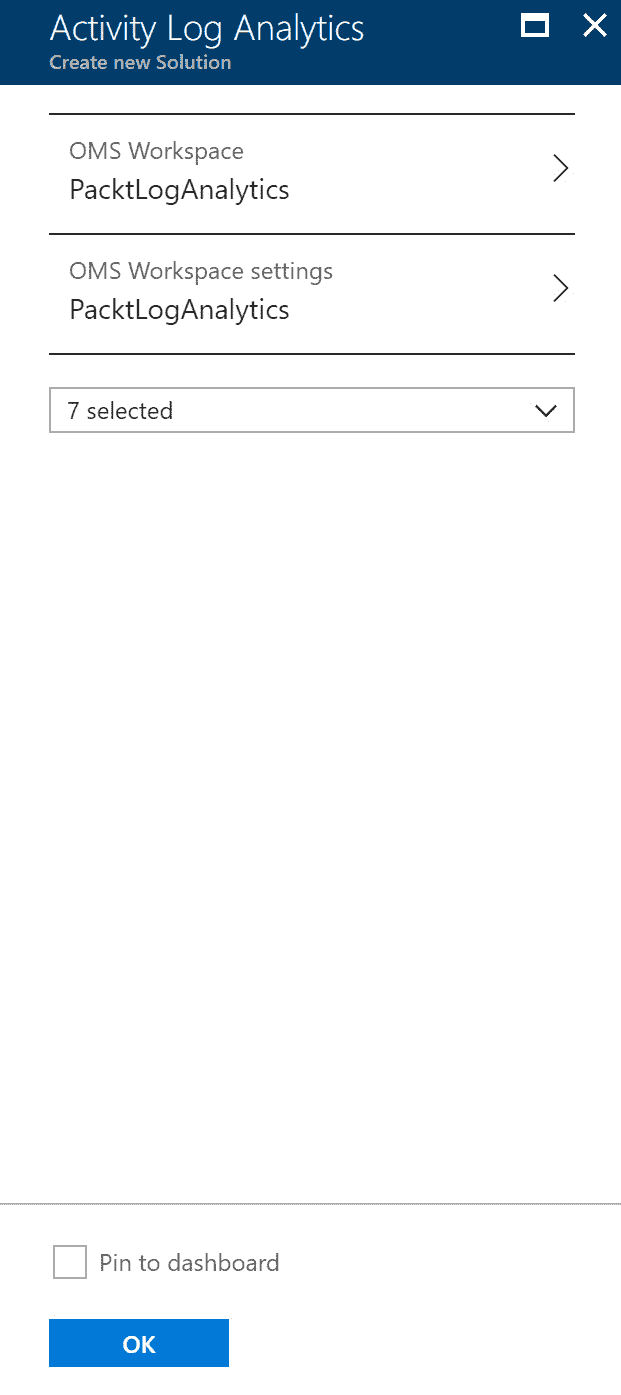 Activity Log Analytics
Create new Solution
OMS Workspace
PacktLogAnalytics
OMS Workspace settings
PacktLogAnalytics
7 selected
Pin to dashboard
OK